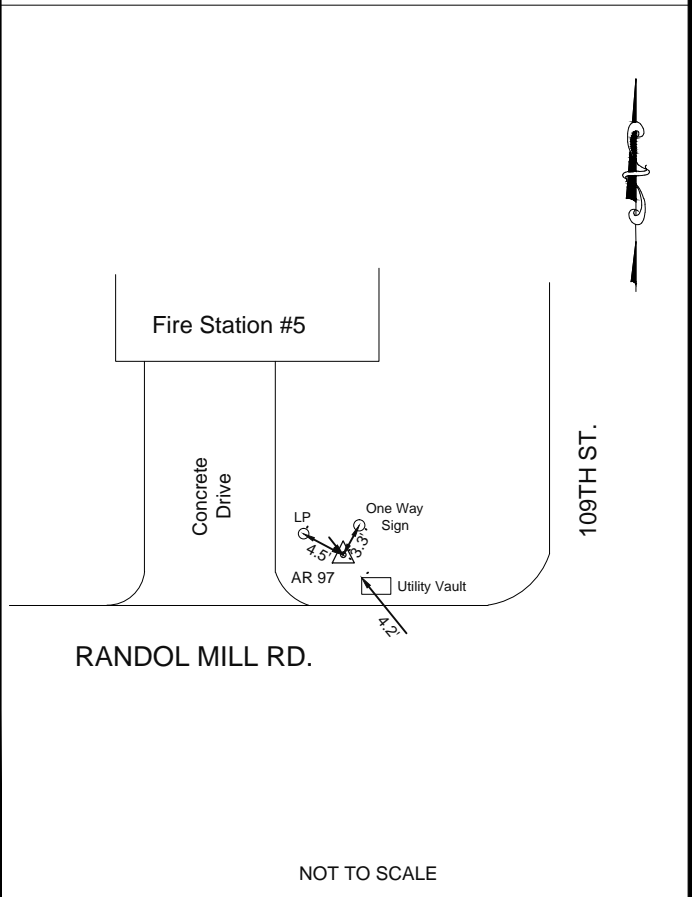 Fire Station #5
Concrete
Drive
109TH ST.
LP
One Way
Sign
4.5'
3.3'
AR 97
Utility Vault
4.2'
RANDOL MILL RD.
NOT TO SCALE